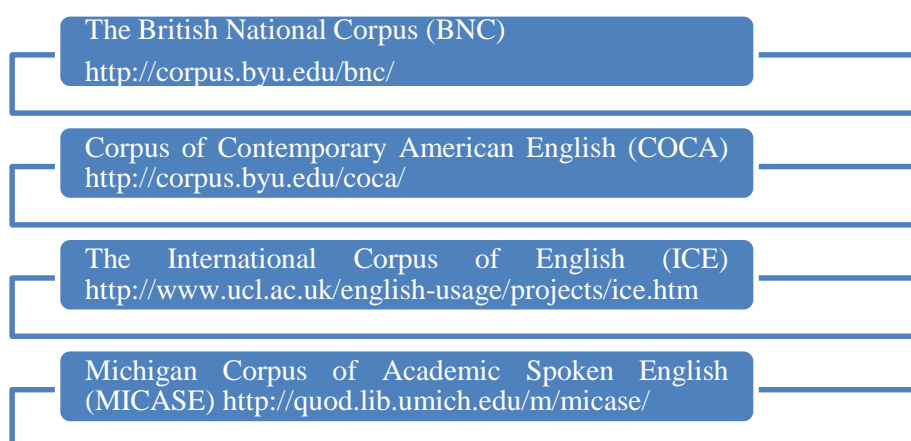 The British National Corpus (BNC)
http://corpus.byu.edu/bnc/
Corpus of Contemporary American English (COCA)
http://corpus.byu.edu/coca/
The International Corpus of English (ICE)
http://www.ucl.ac.uk/english-usage/projects/ice.htm
Michigan Corpus of Academic Spoken English
(MICASE) http://quod.lib.umich.edu/m/micase/